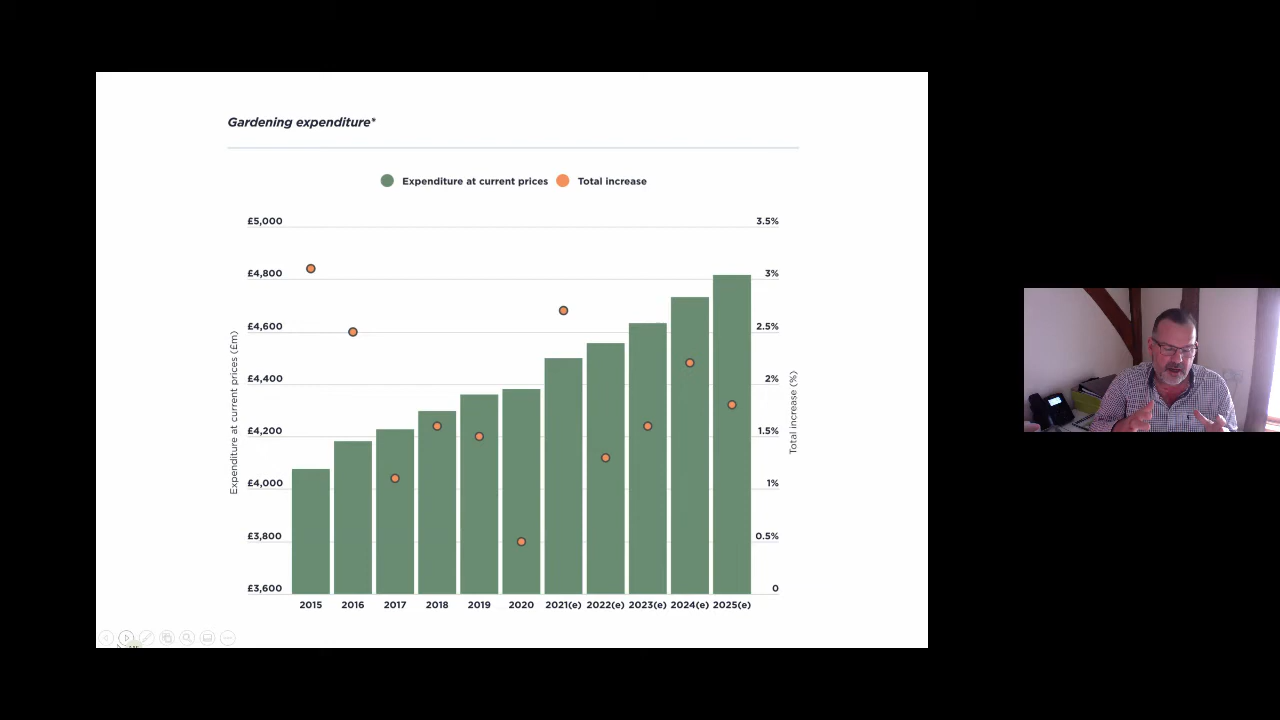 Gardening expenditure*
Expenditure at current prices Total increase
£5,000 3.5%
£4,800 3%
£4,600 2.5%
£4,400 2%
£4,200 1.5%
£4,000 1%
£3,800 0.5%
£3,600 0
Expenditure at current prices (£m)
Total increase (%)
2015 2016 2017 2018 2019 2020 2021(e) 2022(e) 2023(e) 2024(e) 2025(e)